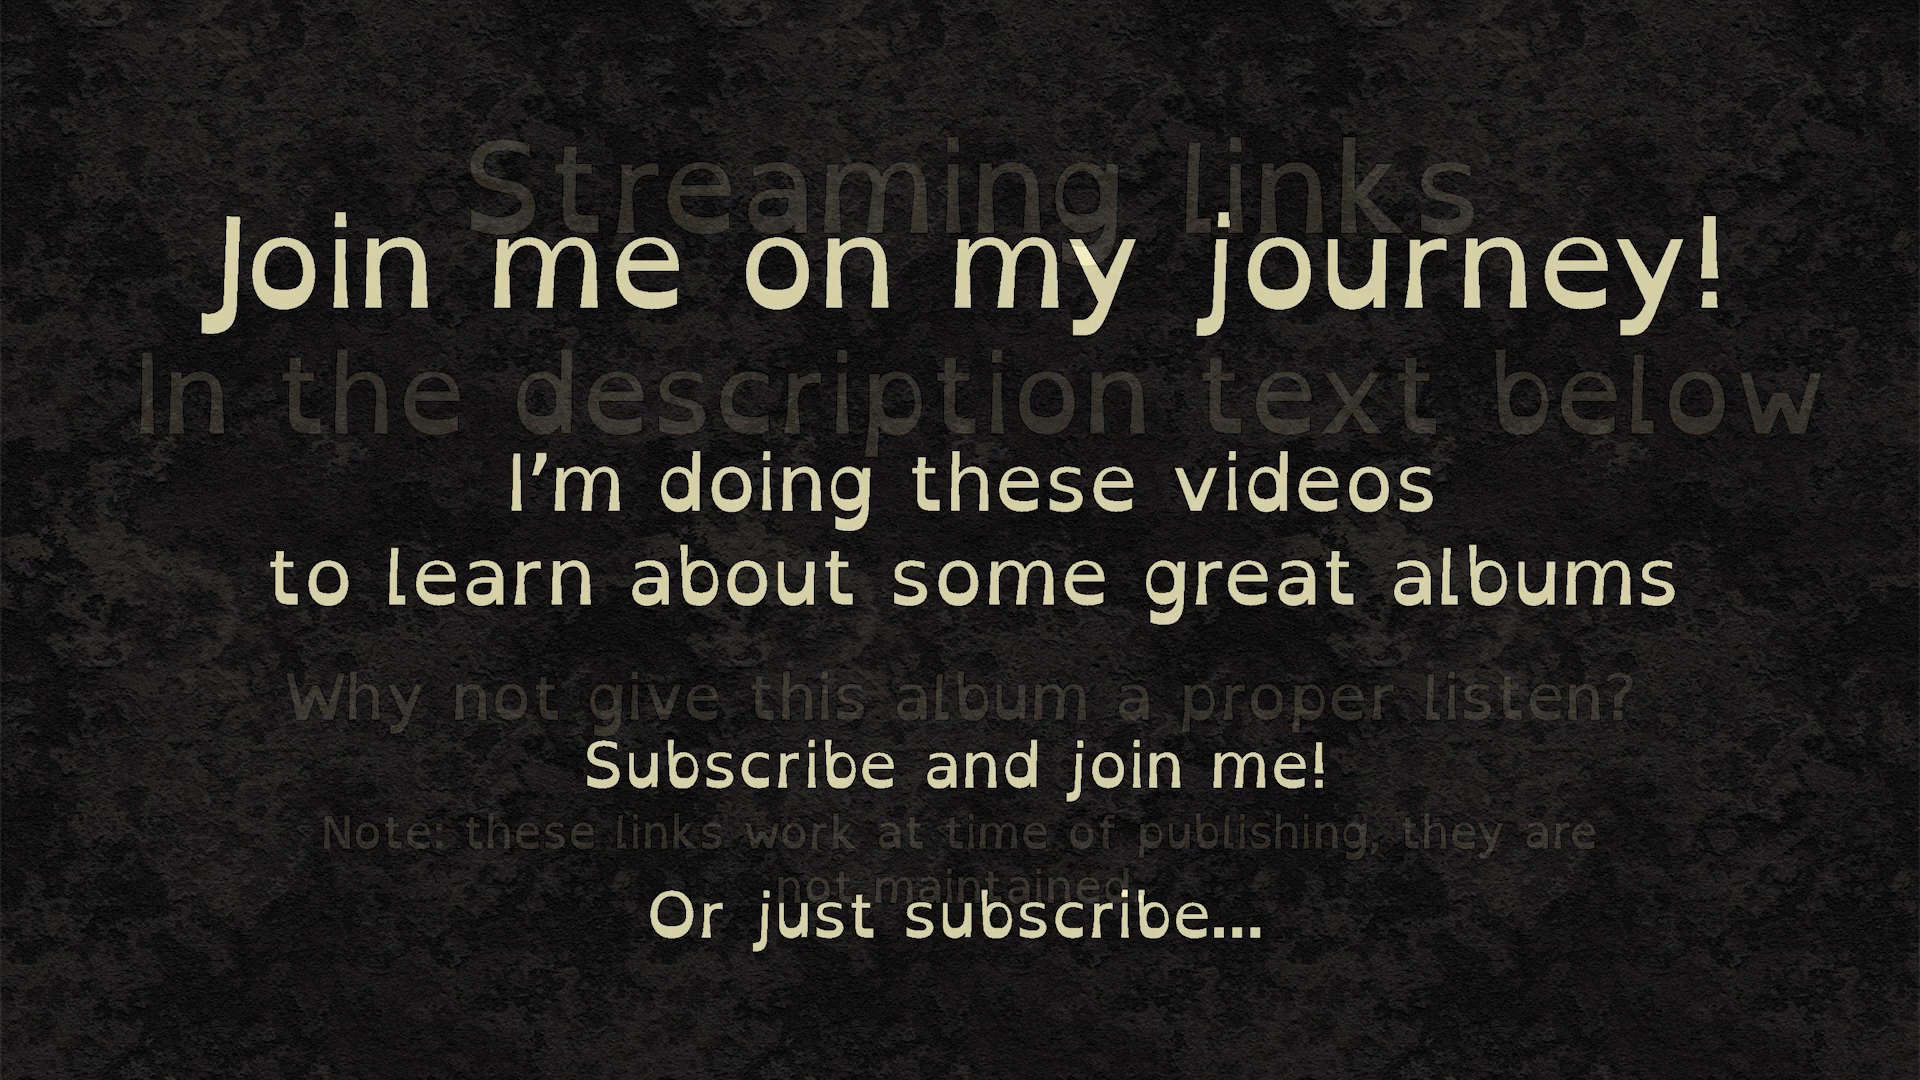 Streaming links
Join me on my journey!
In the description text below
I'm doing these videos
to learn about some great albums
Why not give this album a proper listen?
Subscribe and join me!
Note: these links work at time of publishing, they are
not maintained
Or just subscribe...